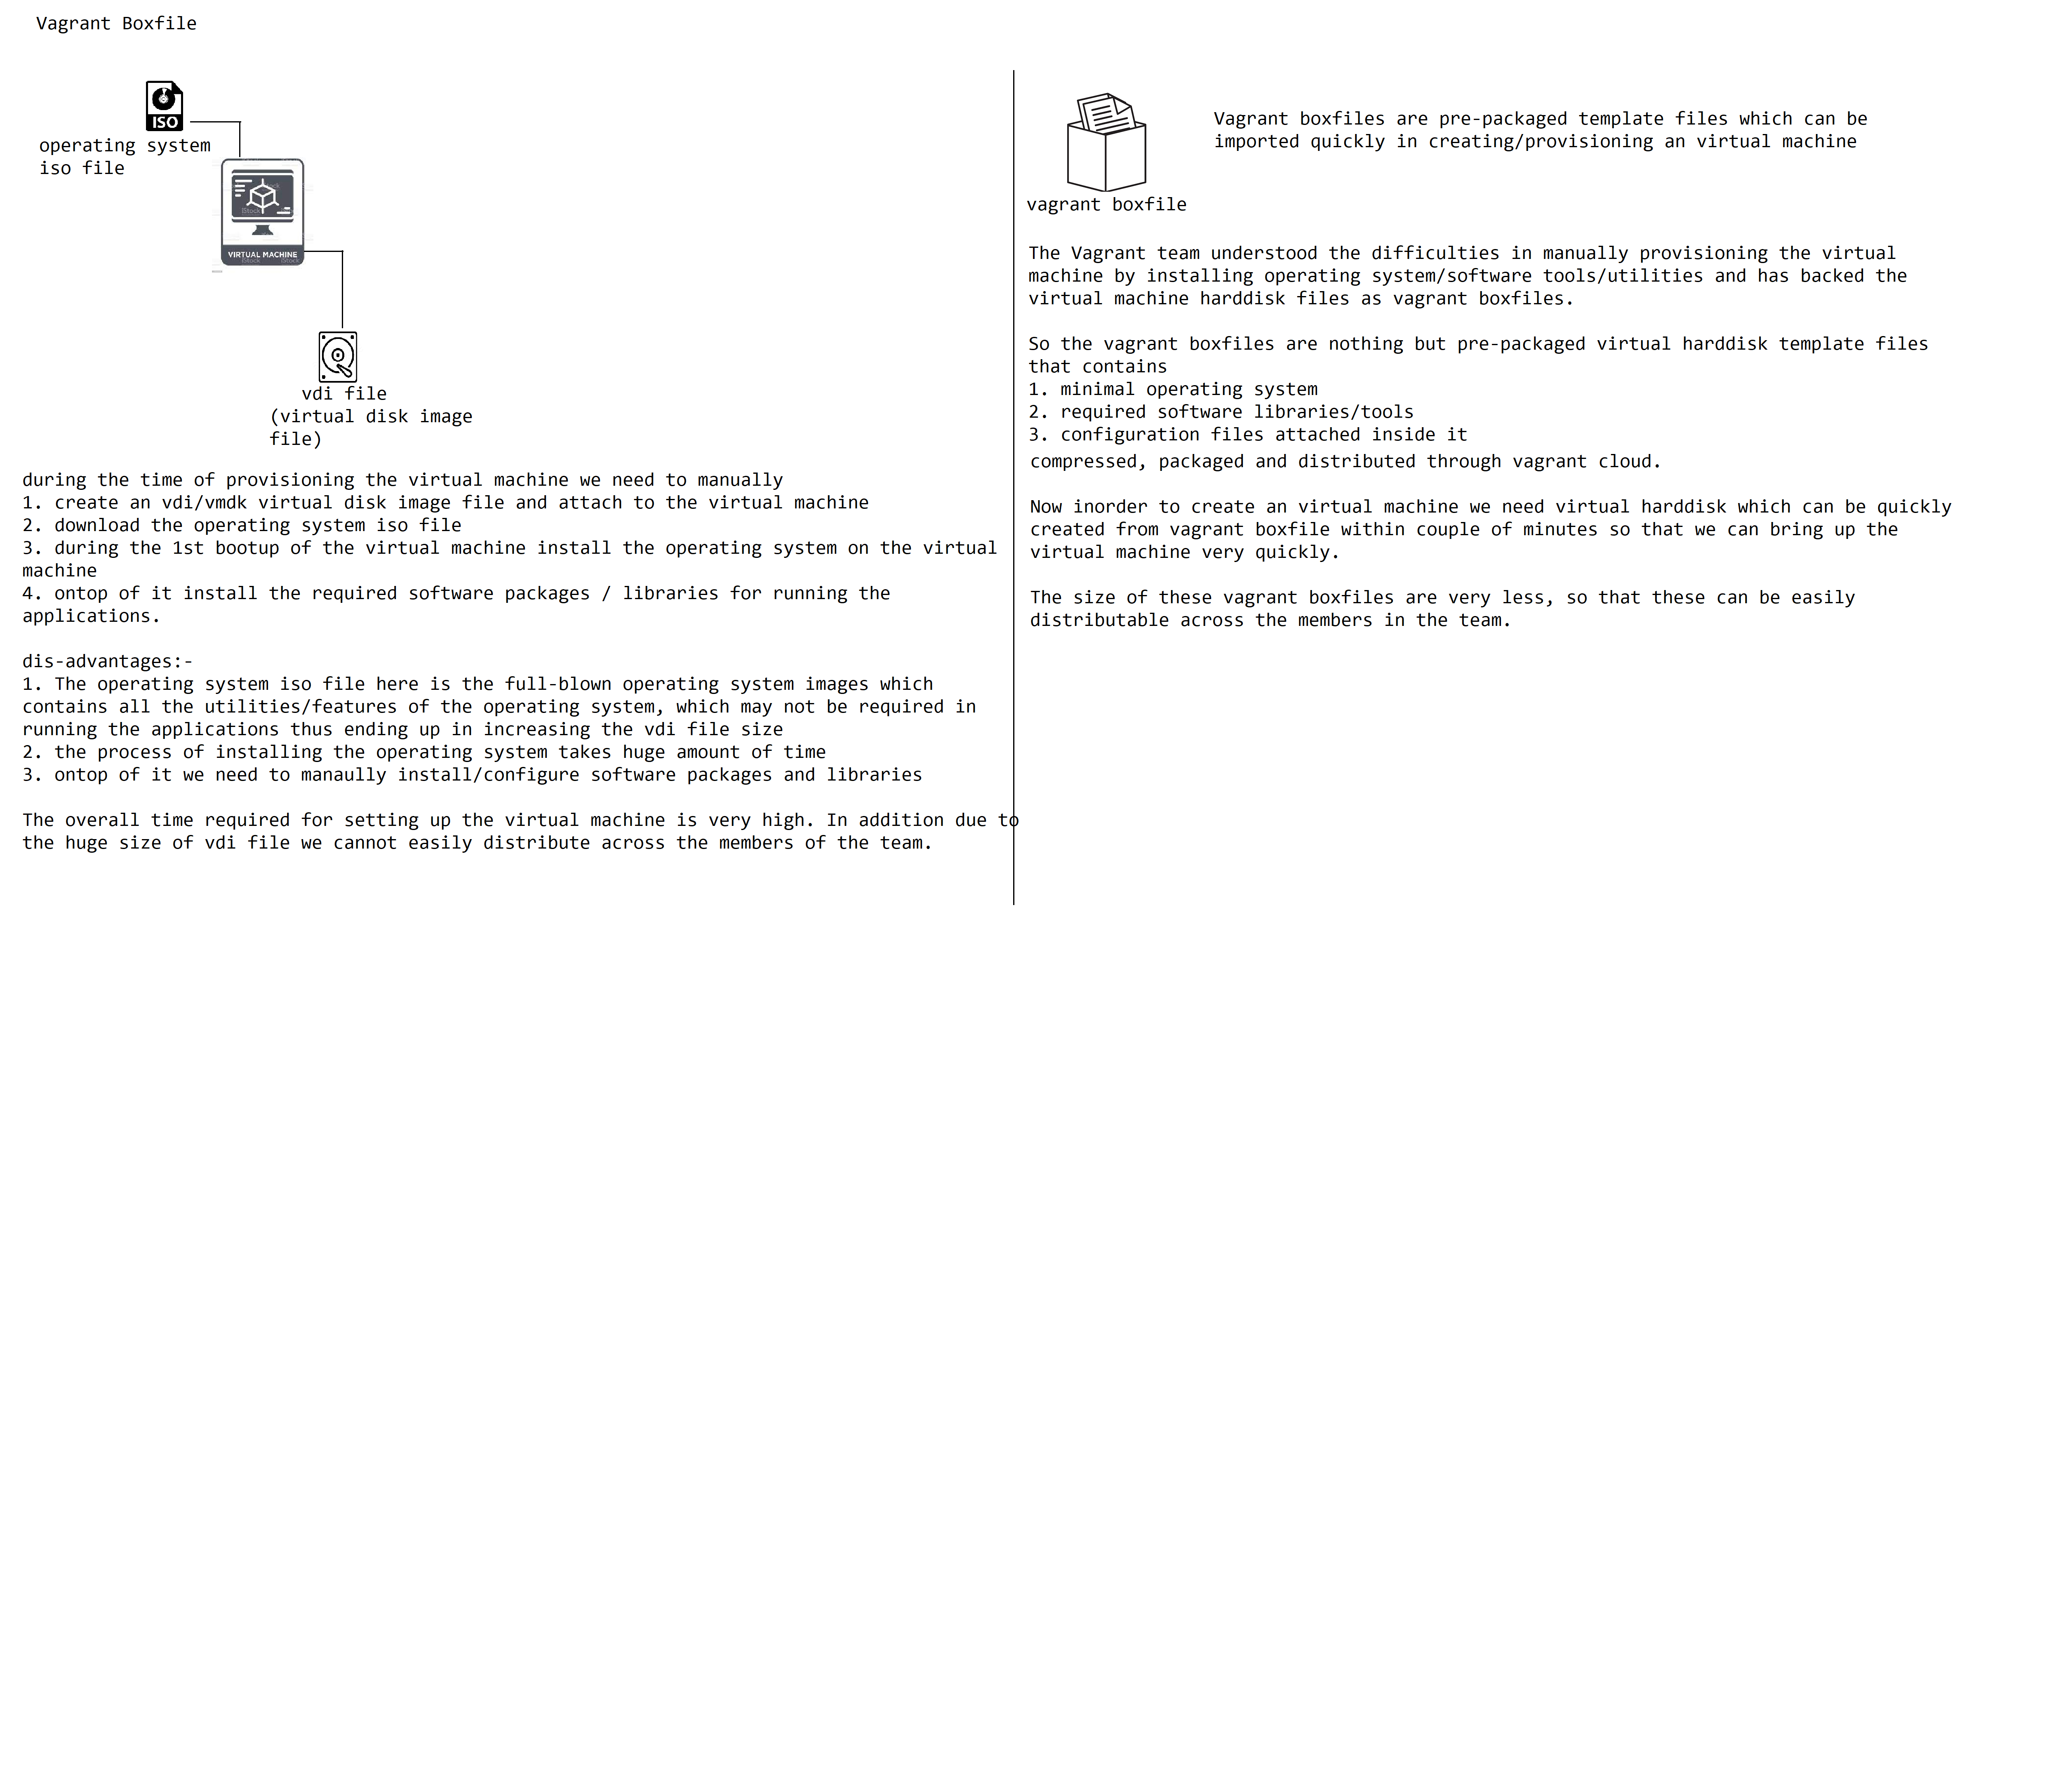 Vagrant Boxfile
ISO
operating system
iso file
VIRTUAL MACHINE
iStock
iStock
vdi file
(virtual disk image
file)
during the time of provisioning the virtual machine we need to manually
1. create an vdi/vmdk virtual disk image file and attach to the virtual machine
2. download the operating system iso file
3. during the 1st bootup of the virtual machine install the operating system on the virtual
machine
4. ontop of it install the required software packages / libraries for running the
applications.
dis-advantages:-
1. The operating system iso file here is the full-blown operating system images which
contains all the utilities/features of the operating system, which may not be required in
running the applications thus ending up in increasing the vdi file size
2. the process of installing the operating system takes huge amount of time
3. ontop of it we need to manaully install/configure software packages and libraries
The overall time required for setting up the virtual machine is very high. In addition due to
the huge size of vdi file we cannot easily distribute across the members of the team.
vagrant boxfile
Vagrant boxfiles are pre-packaged template files which can be
imported quickly in creating/provisioning an virtual machine
The Vagrant team understood the difficulties in manually provisioning the virtual
machine by installing operating system/software tools/utilities and has backed the
virtual machine harddisk files as vagrant boxfiles.
So the vagrant boxfiles are nothing but pre-packaged virtual harddisk template files
that contains
1. minimal operating system
2. required software libraries/tools
3. configuration files attached inside it
compressed, packaged and distributed through vagrant cloud.
Now inorder to create an virtual machine we need virtual harddisk which can be quickly
created from vagrant boxfile within couple of minutes so that we can bring up the
virtual machine very quickly.
The size of these vagrant boxfiles are very less, so that these can be easily
distributable across the members in the team.